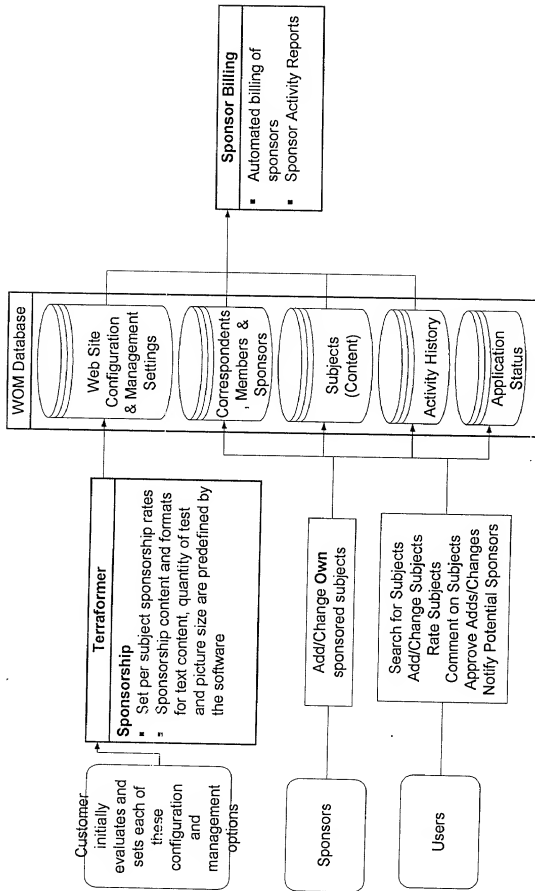 Customer
initially
evaluates and
sets each of
these
configuration
and
management
options
Terraformer
Sponsorship
▪ Set per subject sponsorship rates
▪ Sponsorship content and formats
for text content, quantity of test
and picture size are predefined by
the software
Sponsors
Add/Change Own
sponsored subjects
Users
Search for Subjects
Add/Change Subjects
Rate Subjects
Comment on Subjects
Approve Adds/Changes
Notify Potential Sponsors
WOM Database
Web Site
Configuration
& Management
Settings
Correspondents
, Members &
Sponsors
Subjects
(Content)
Activity History
Application
Status
Sponsor Billing
▪ Automated billing of
sponsors
▪ Sponsor Activity Reports